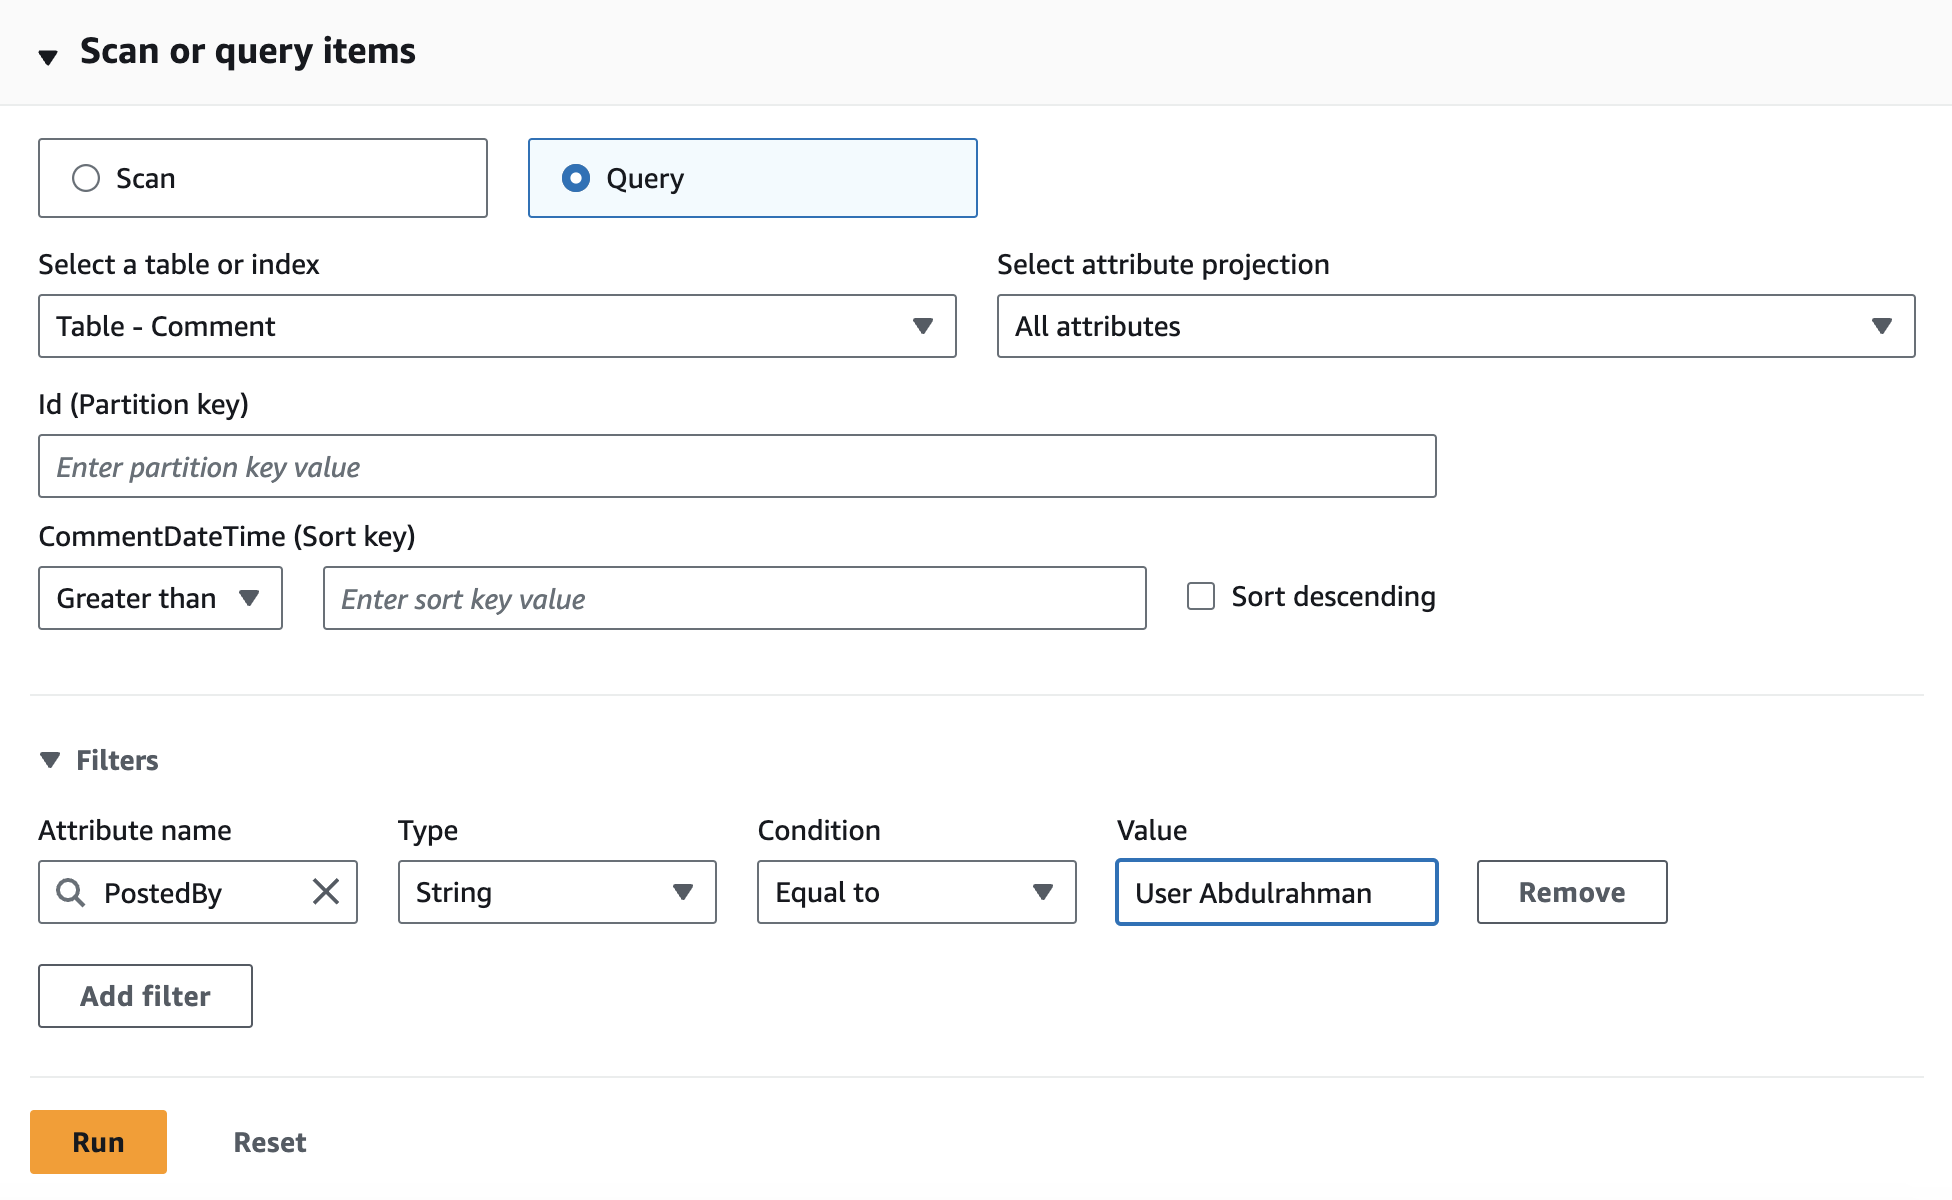 Scan or query items
Scan
Query
Select a table or index
Select attribute projection
Table - Comment
All attributes
Id (Partition key)
Enter partition key value
CommentDateTime (Sort key)
Greater than
Enter sort key value
Sort descending
Filters
Attribute name
Type
Condition
Value
PostedBy
String
Equal to
User Abdulrahman
Remove
Add filter
Run
Reset